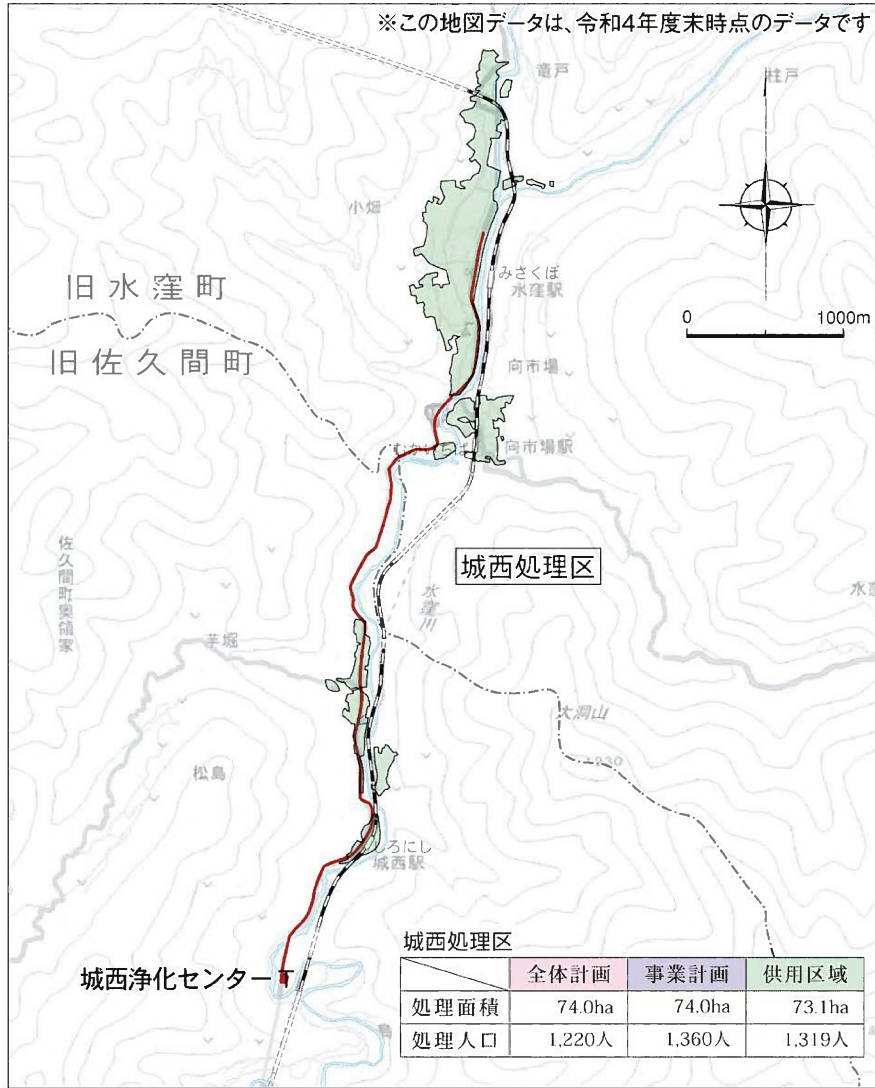 ※この地図データは、令和4年度末時点のデータです
竜戸
柱戸
小畑
みさくぼ
水窪駅
旧水窪町
旧佐久間町
0 1000m
向市場
向市場駅
城西処理区
佐久間町奥領家
水窪川
芋堀
大洞山
松島
しろにし
城西駅
城西浄化センター
城西処理区
全体計画 事業計画 供用区域
処理面積 74.0ha 74.0ha 73.1ha
処理人口 1,220人 1,360人 1,319人